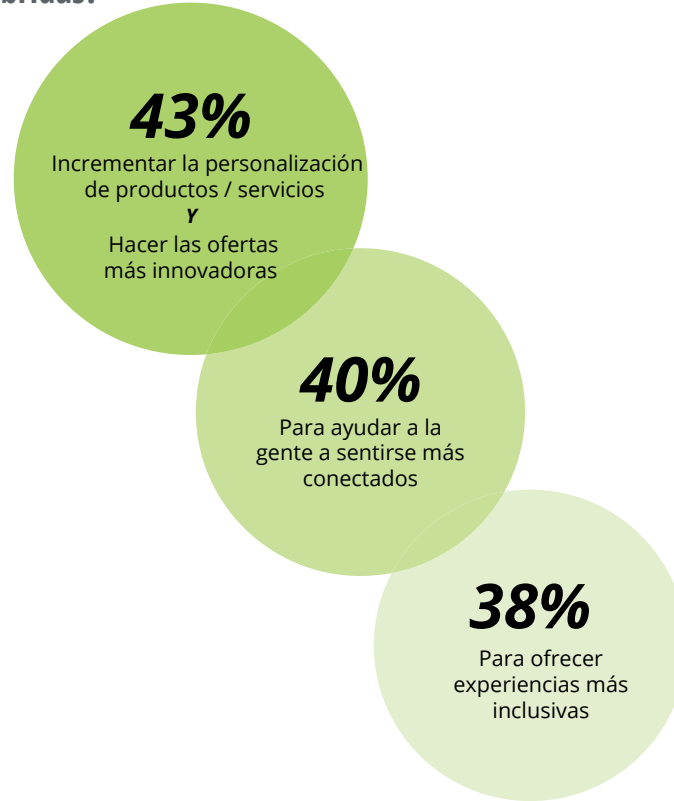 bridas?
43%
Incrementar la personalización
de productos / servicios
Y
Hacer las ofertas
más innovadoras
40%
Para ayudar a la
gente a sentirse más
conectados
38%
Para ofrecer
experiencias más
inclusivas